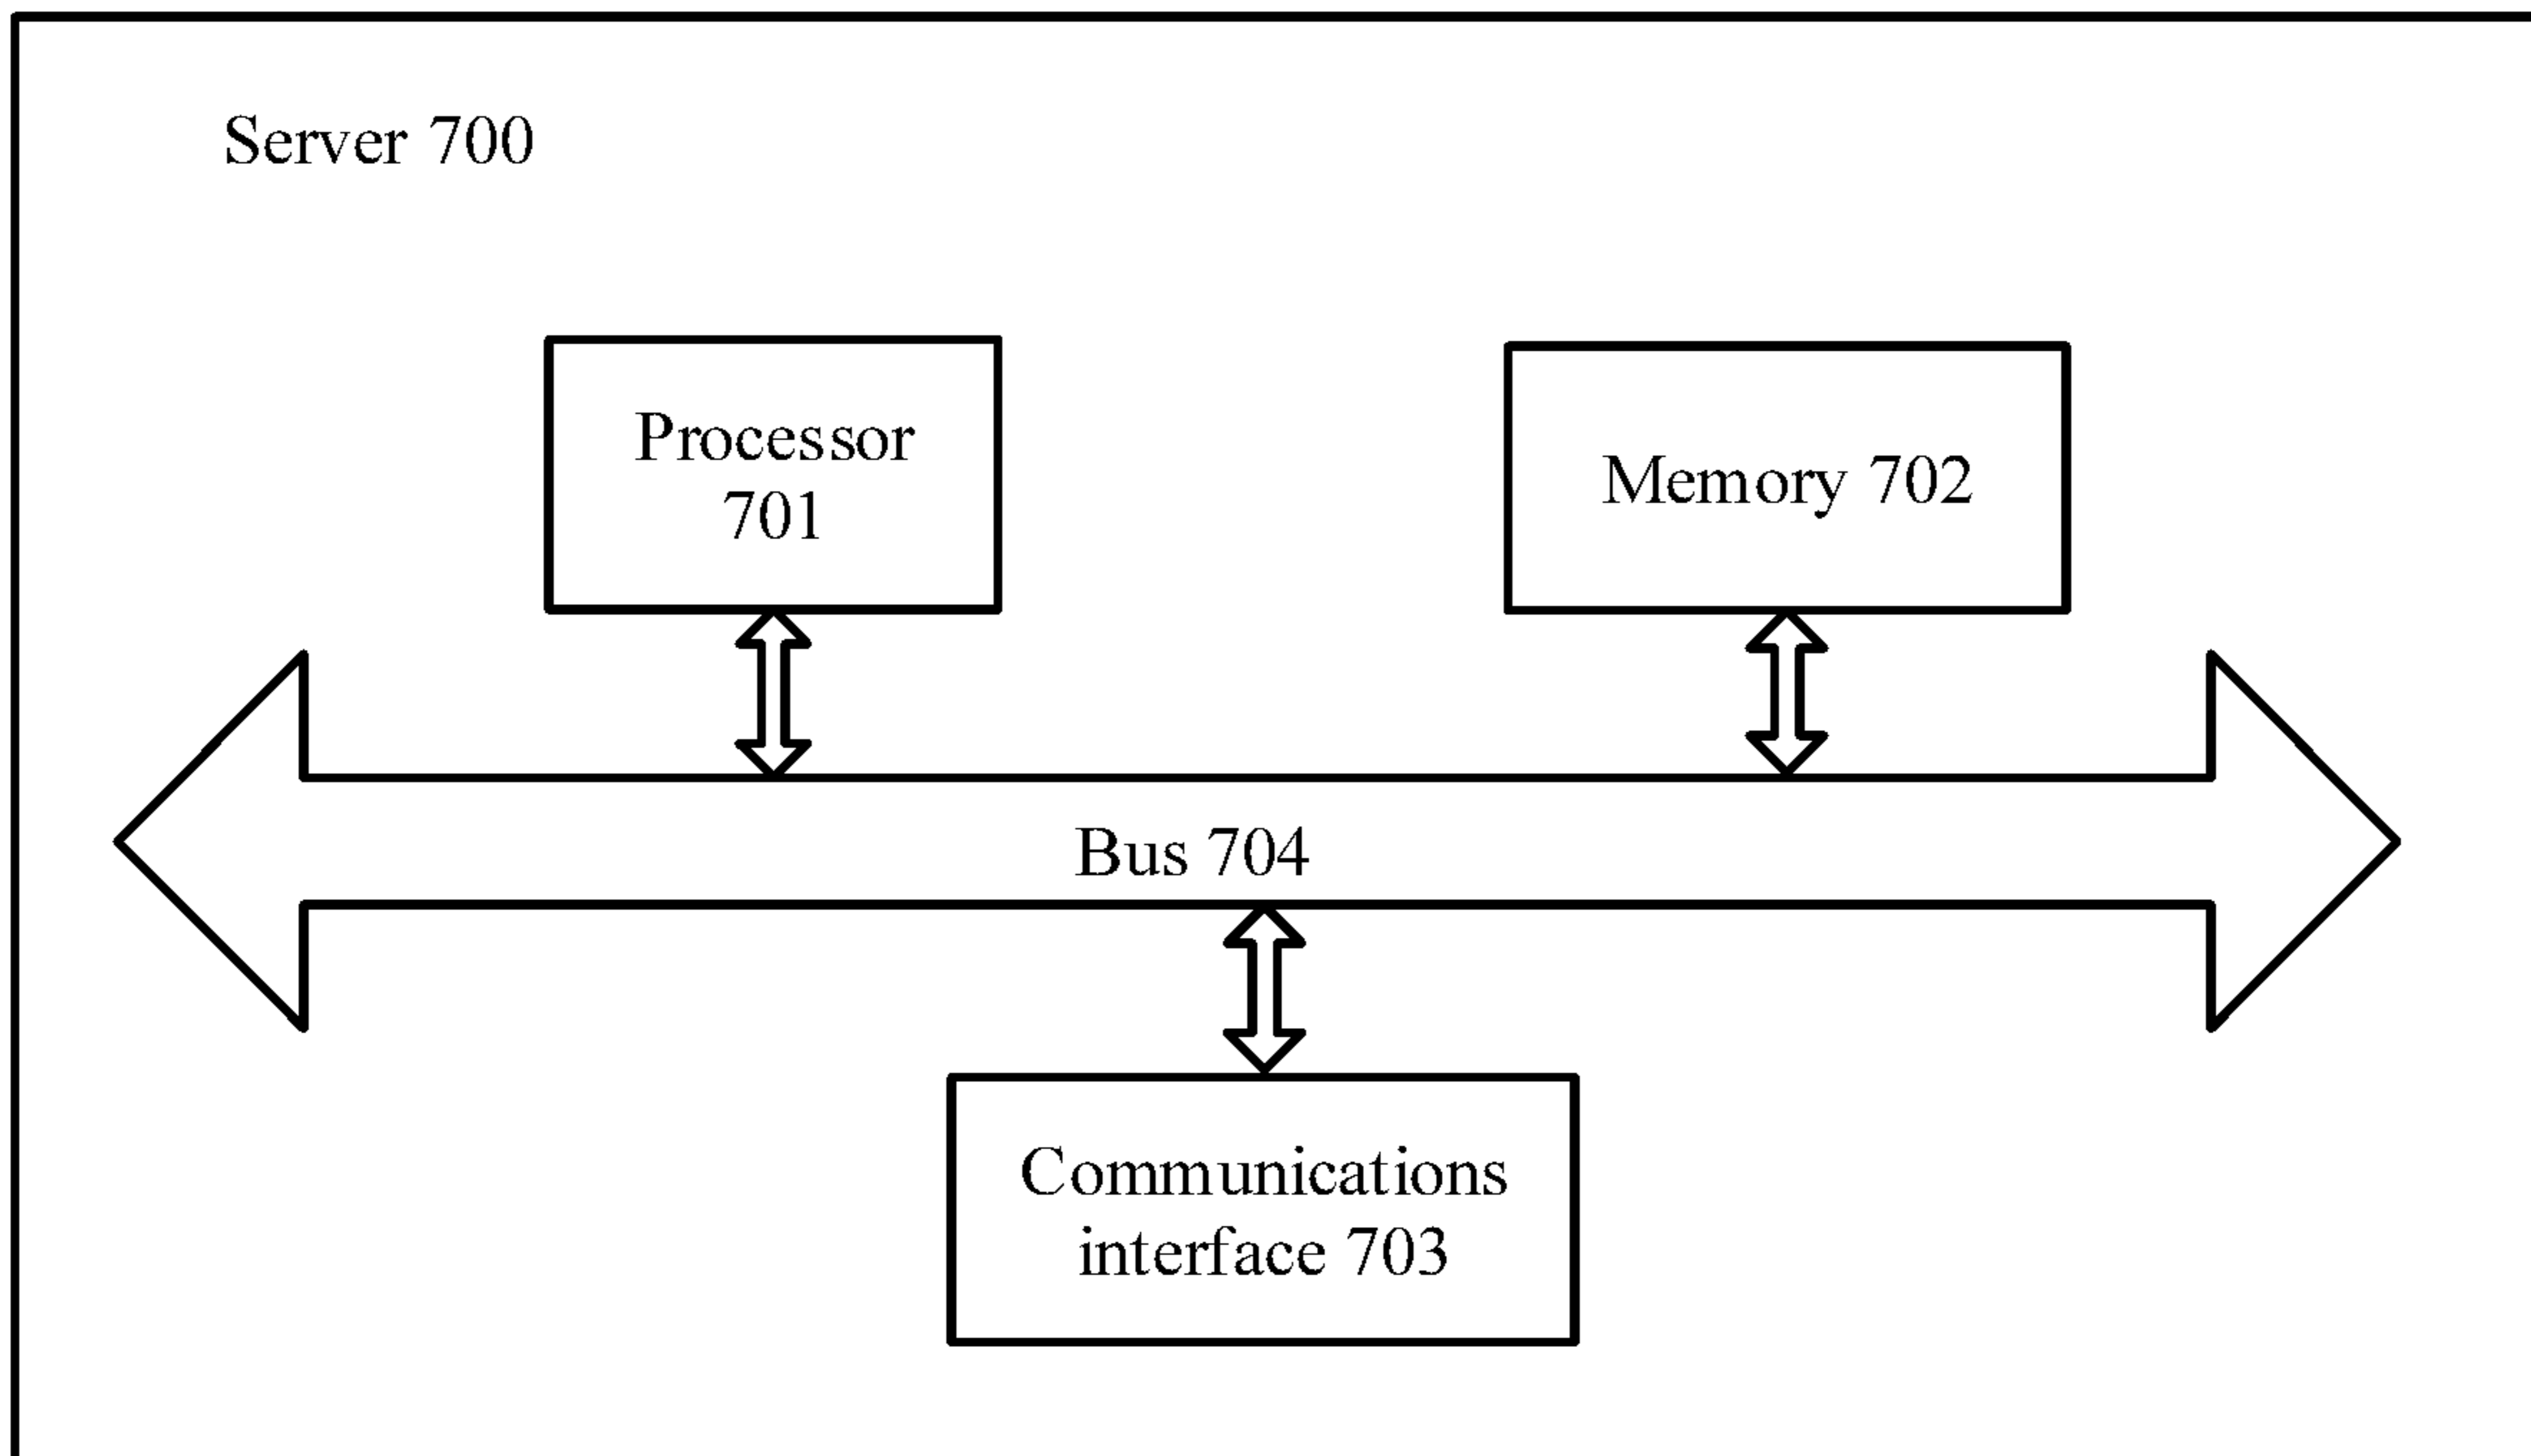 Server 700
Processor
701
Memory 702
Bus 704
Communications
interface 703